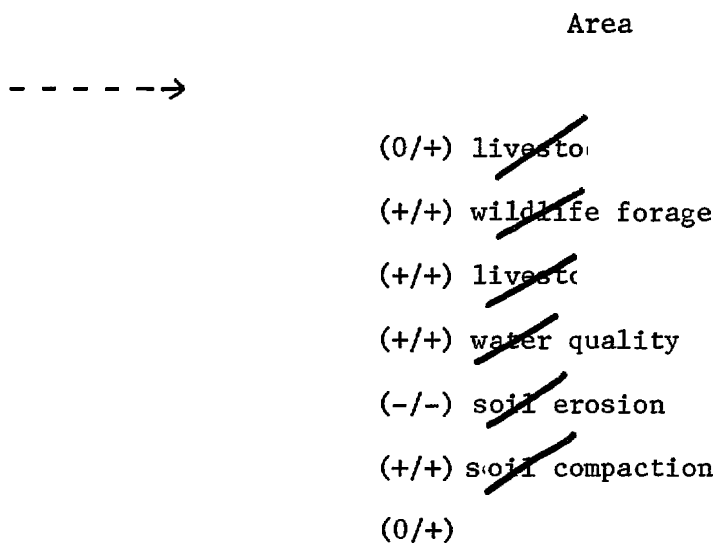 Area
(0/+) livesto
(+/+) wildlife forage
(+/+) livest
(+/+) water quality
(-/-) soil erosion
(+/+) soil compaction
(0/+)